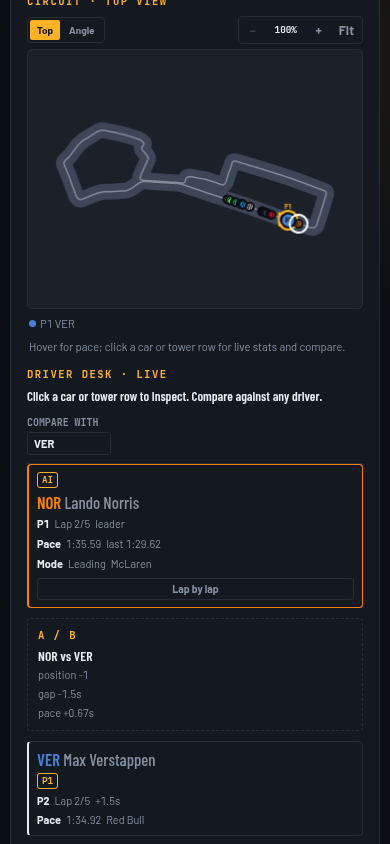 CIRCUIT · TOP VIEW
Top Angle − 100% + Fit
P1
P1 VER
Hover for pace; click a car or tower row for live stats and compare.
DRIVER DESK · LIVE
Click a car or tower row to inspect. Compare against any driver.
COMPARE WITH
VER
AI
NOR Lando Norris
P1 Lap 2/5 leader
Pace 1:35.59 last 1:29.62
Mode Leading McLaren
Lap by lap
A / B
NOR vs VER
position -1
gap -1.5s
pace +0.67s
VER Max Verstappen
P1
P2 Lap 2/5 +1.5s
Pace 1:34.92 Red Bull